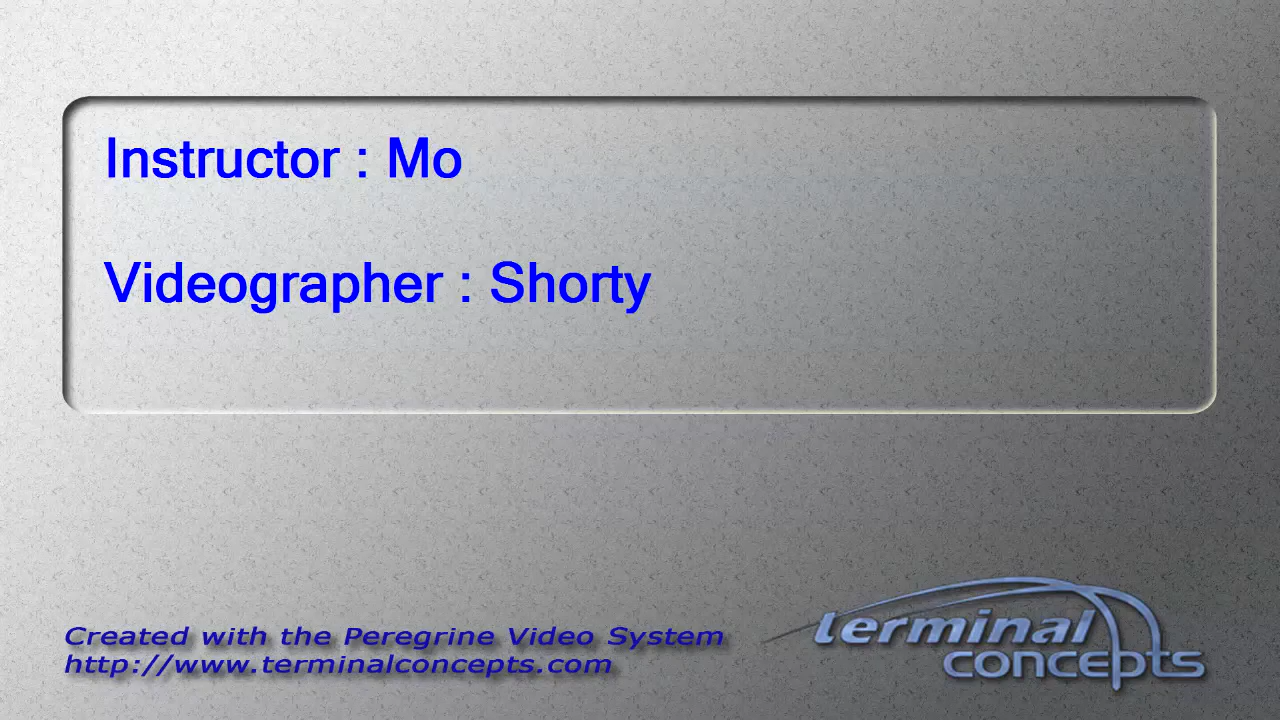 Instructor : Mo
Videographer : Shorty
Created with the Peregrine Video System
http://www.terminalconcepts.com
terminal
concepts